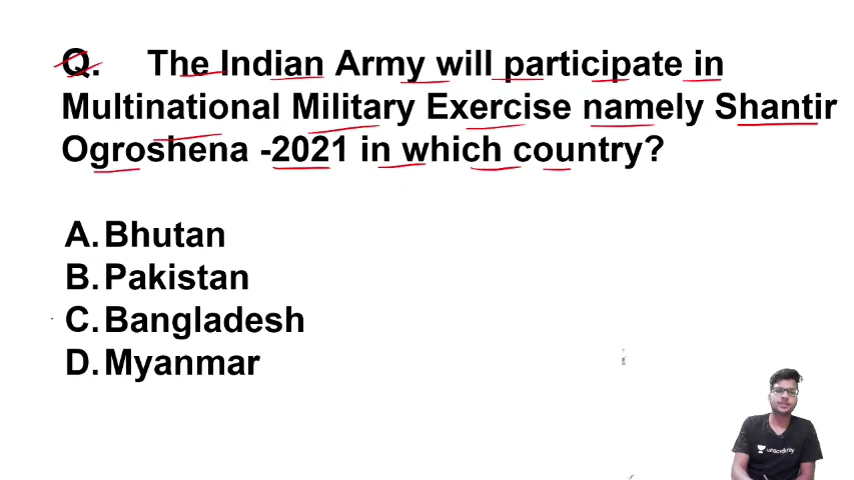 Q. The Indian Army will participate in
Multinational Military Exercise namely Shantir
Ogroshena -2021 in which country?
A. Bhutan
B. Pakistan
C. Bangladesh
D. Myanmar
unacademy